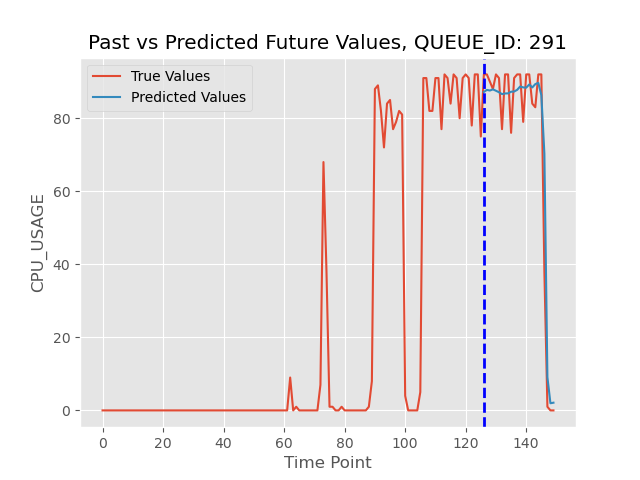 Past vs Predicted Future Values, QUEUE_ID: 291
True Values
Predicted Values
CPU_USAGE
80
60
40
20
0
0 20 40 60 80 100 120 140
Time Point